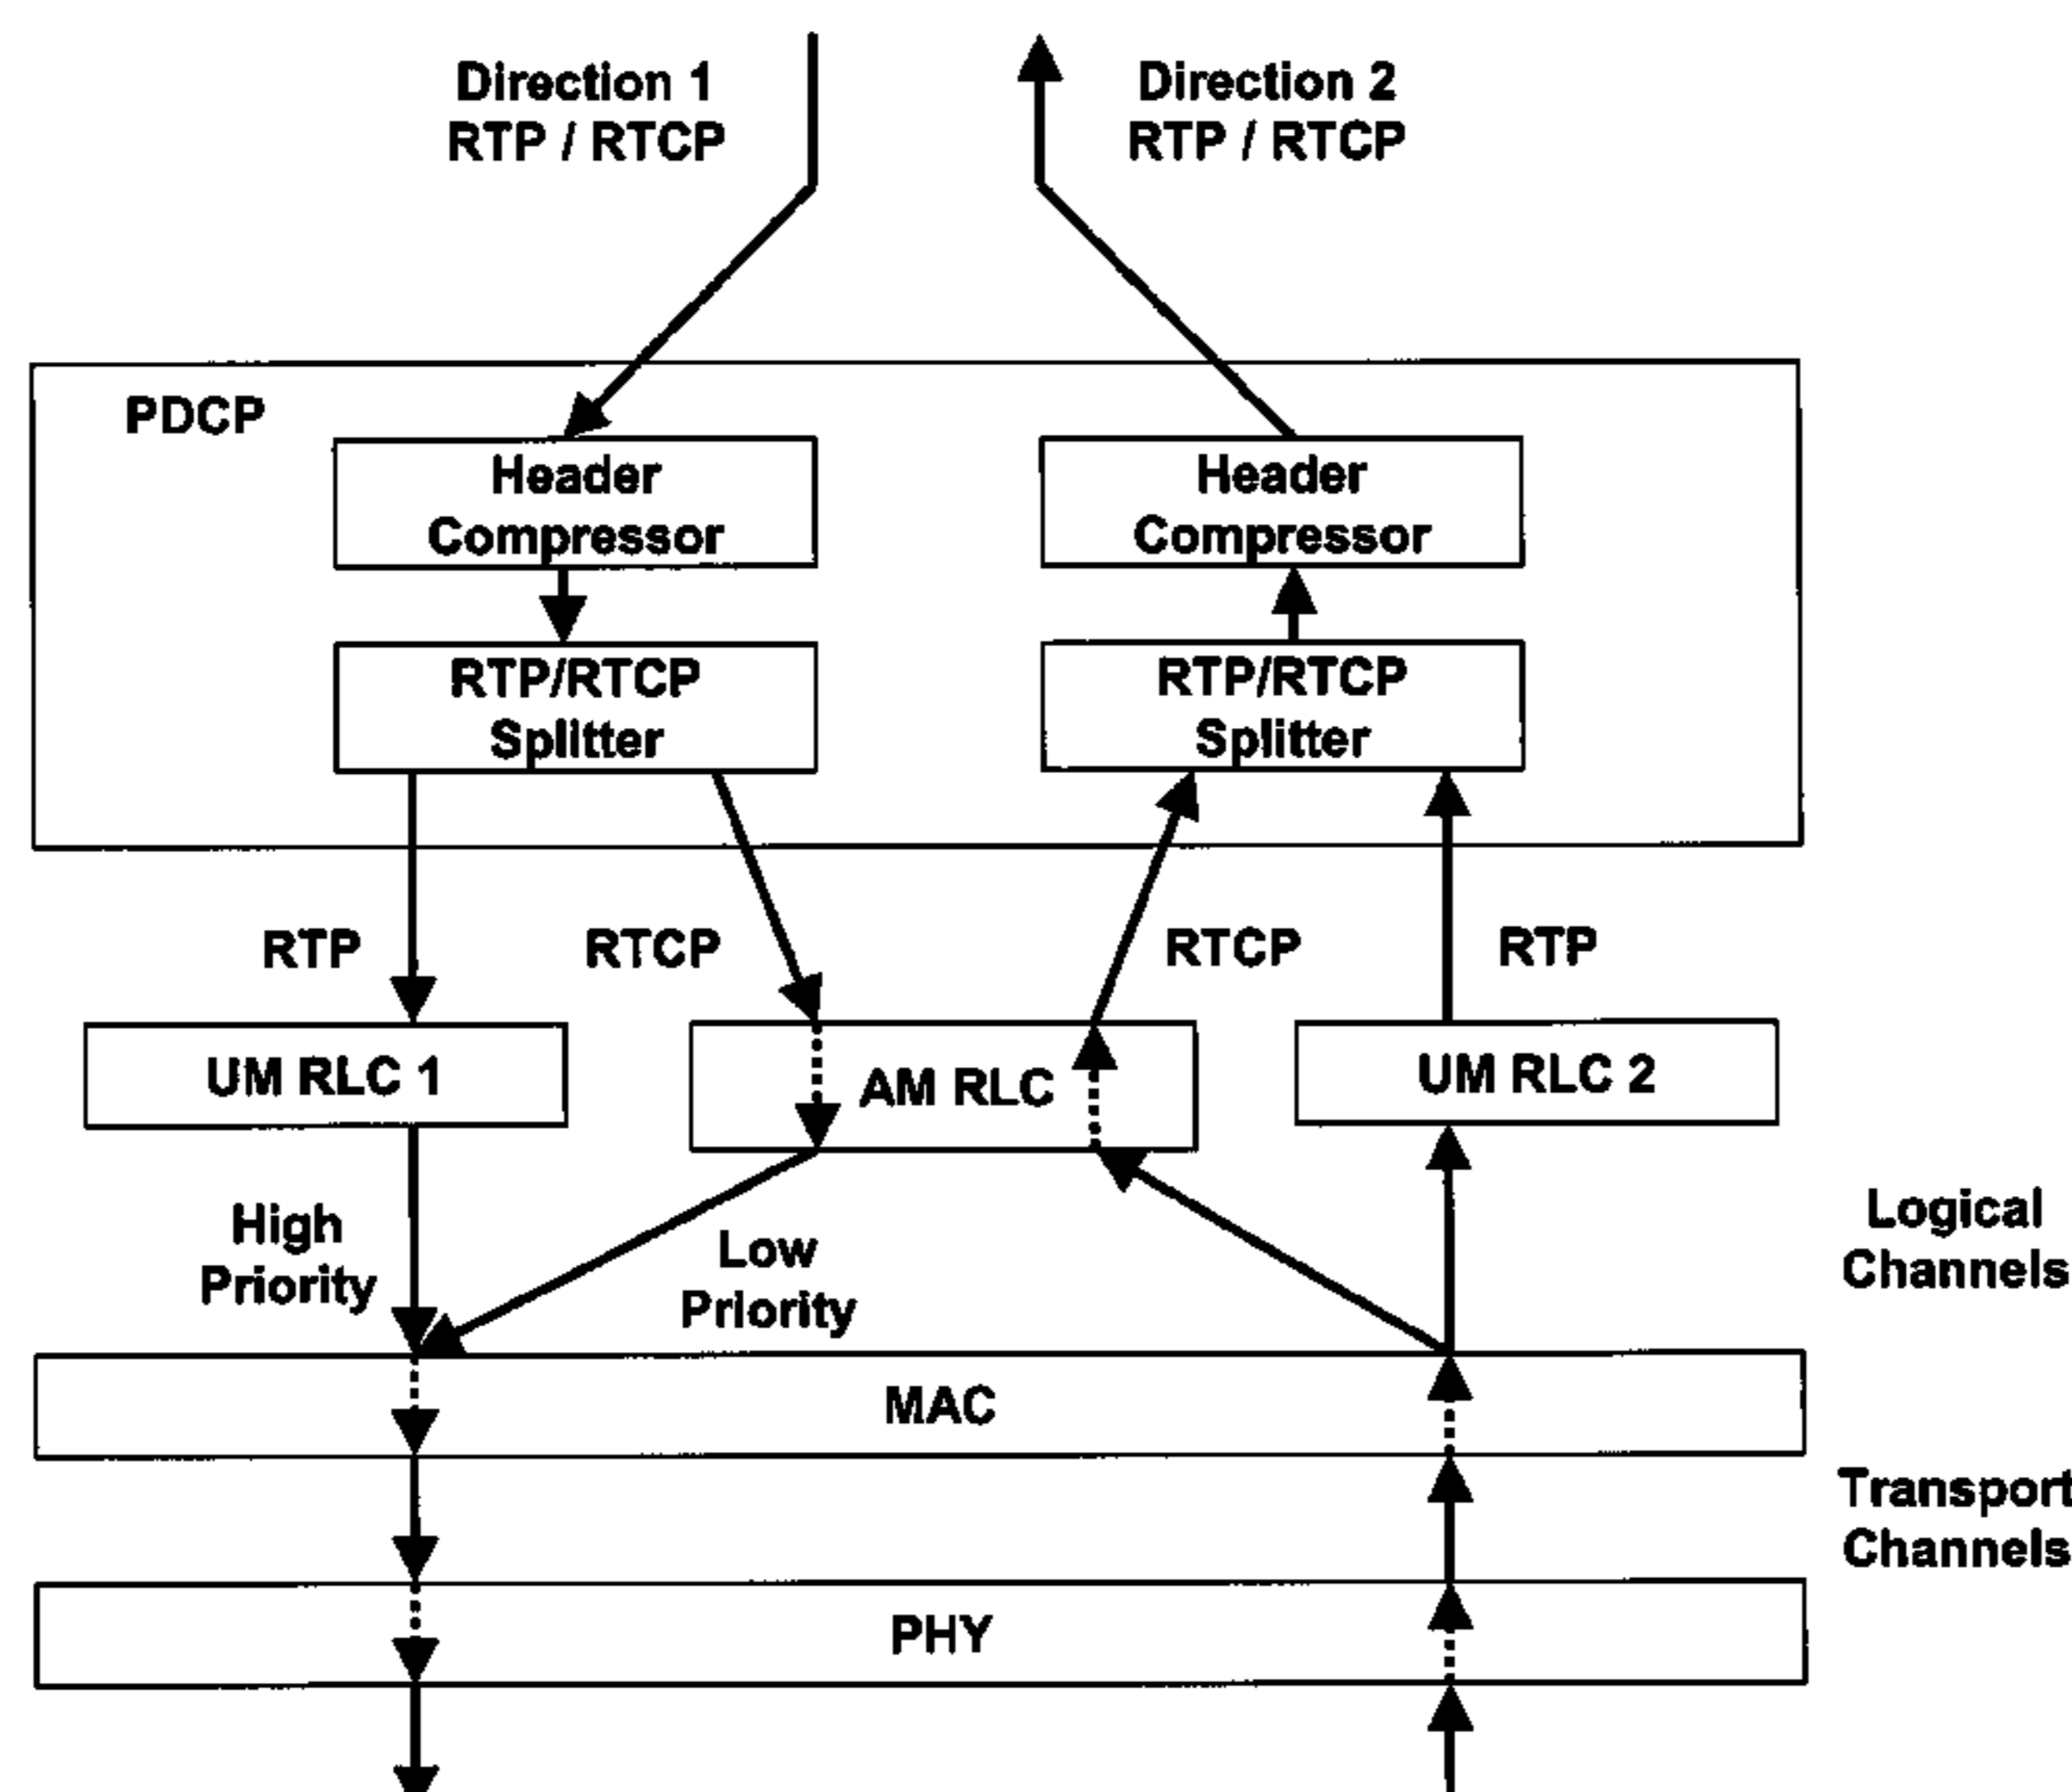 Direction 1
RTP / RTCP
Direction 2
RTP / RTCP
PDCP
Header
Compressor
Header
Compressor
RTP/RTCP
Splitter
RTP/RTCP
Splitter
RTP
RTCP
RTCP
RTP
UM RLC 1
AM RLC
UM RLC 2
High
Priority
Low
Priority
Logical
Channels
MAC
Transport
Channels
PHY